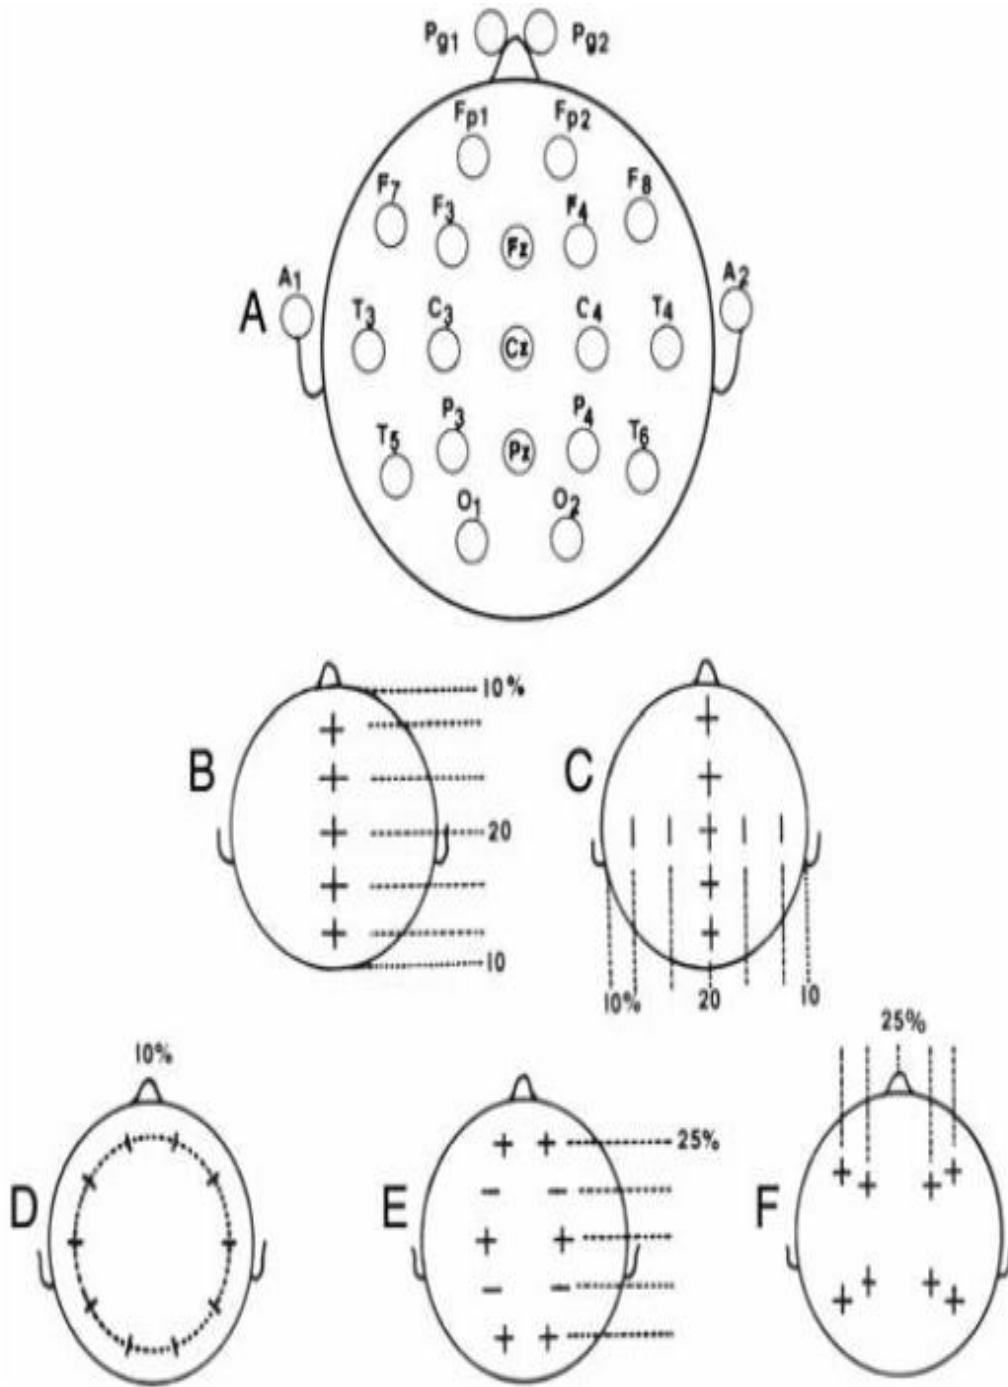 Pg1 Pg2
Fp1 Fp2
F7 F3 Fz F4 F8
A1 A2
A
T3 C3 Cz C4 T4
T5 P3 Pz P4 T6
O1 O2
B
10%
20
10
C
10% 20 10
D
10%
E
25%
F
25%